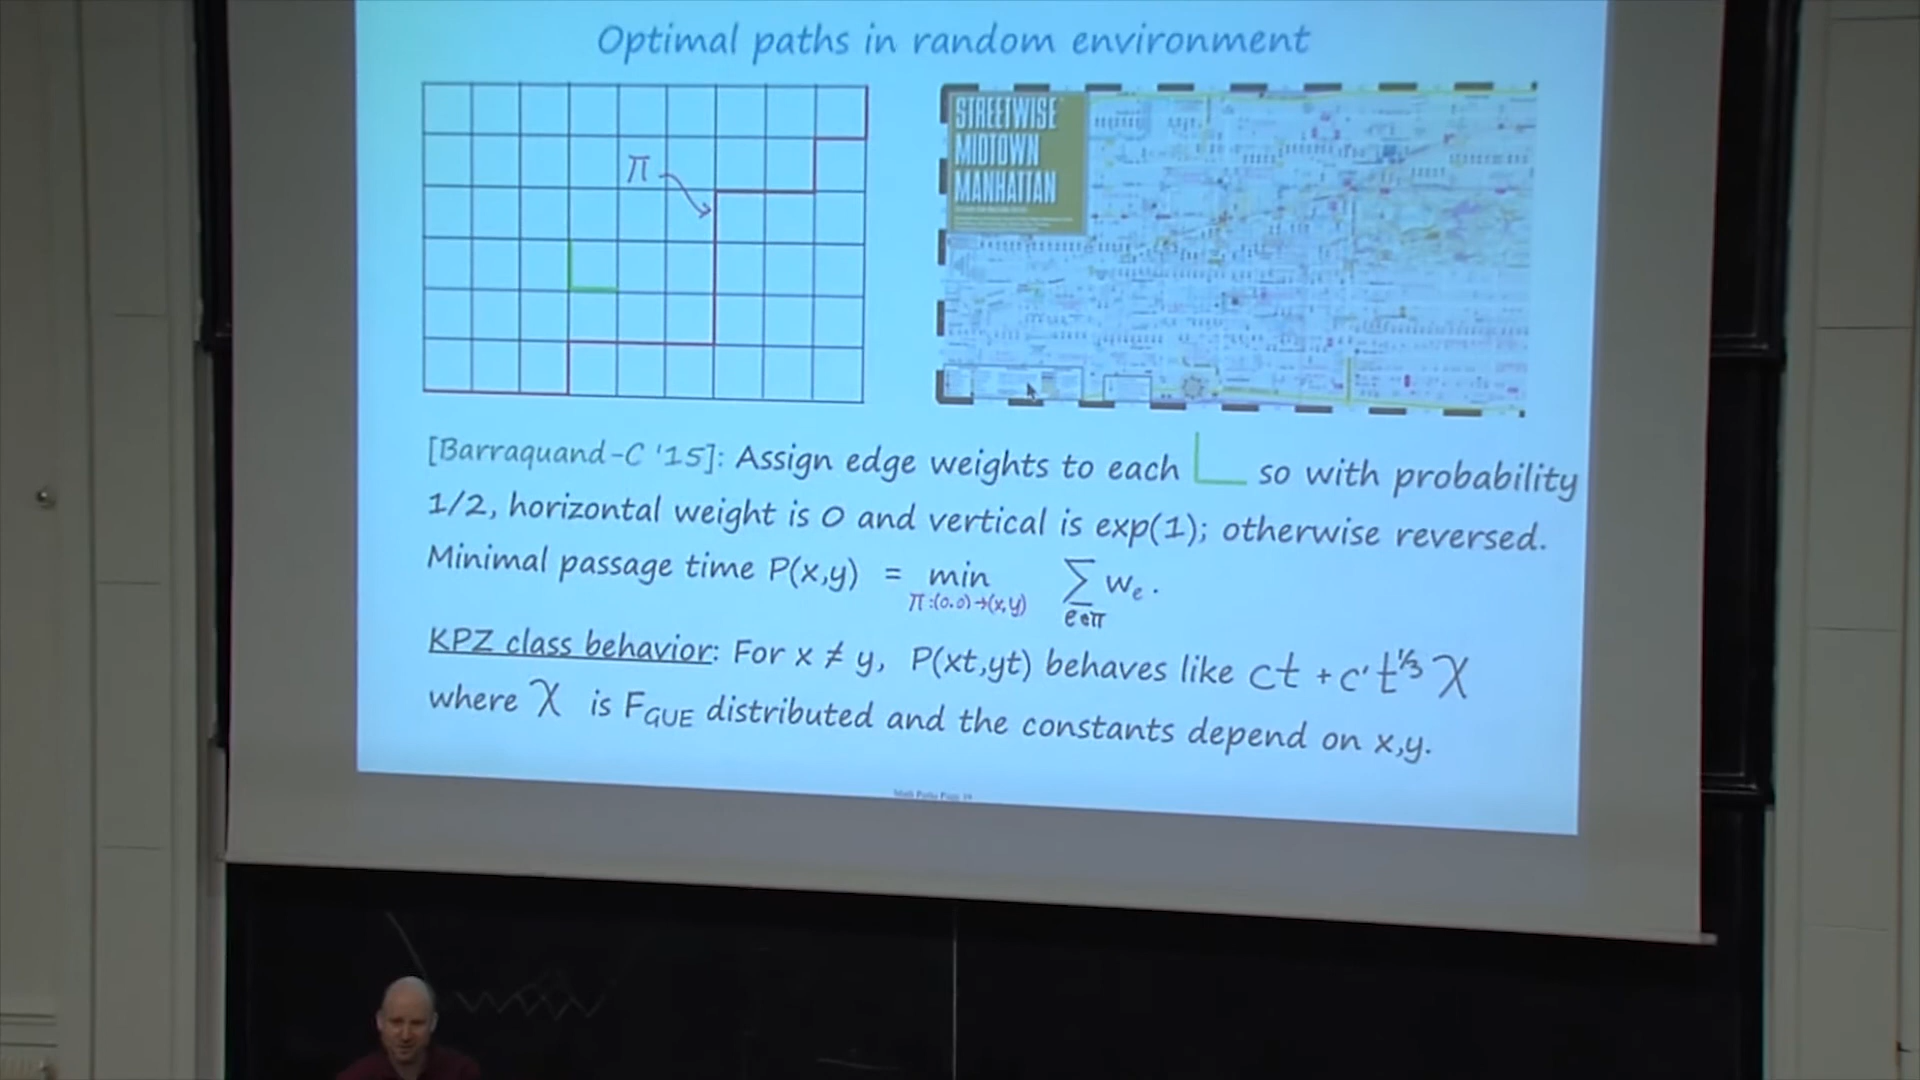 Optimal paths in random environment
π
STREETWISE
MIDTOWN
MANHATTAN
[Barraquand-C '15]: Assign edge weights to each so with probability
1/2, horizontal weight is 0 and vertical is exp(1); otherwise reversed.
Minimal passage time P(x,y) = min Σ wₑ.
π:(0,0)→(x,y) e∈π
KPZ class behavior: For x ≠ y, P(xt,yt) behaves like ct + c' t^⅓ χ
where χ is F_GUE distributed and the constants depend on x,y.